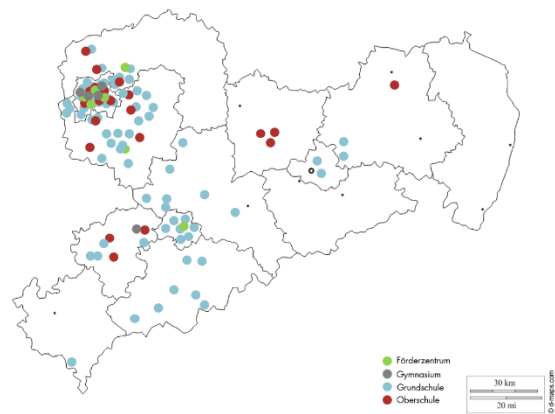 Förderzentrum
Gymnasium
Grundschule
Oberschule
30 km
20 mi
© d-maps.com